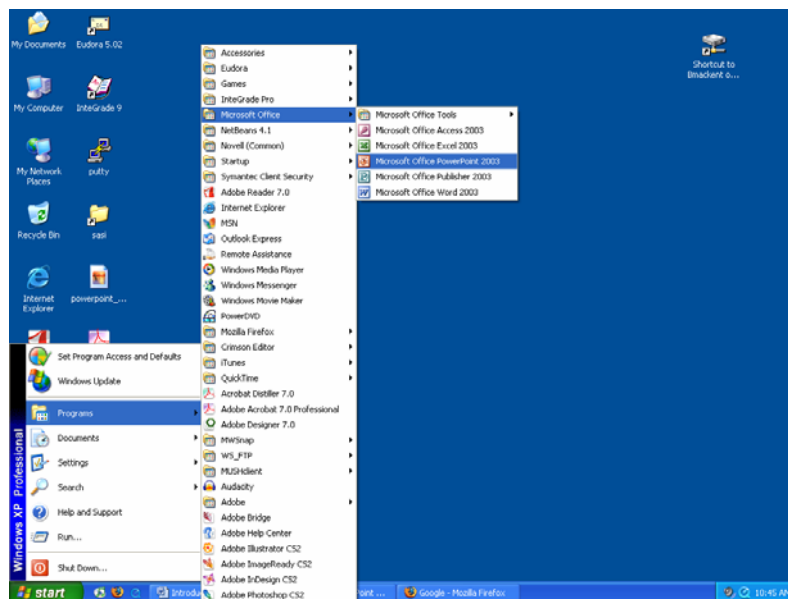 My Documents
Eudora 5.02
My Computer
InteGrade 9
My Network
Places
putty
Recycle Bin
sasi
Internet
Explorer
powerpoint_...
Shortcut to
Bmackent o...
Set Program Access and Defaults
Windows Update
Programs
Documents
Settings
Search
Help and Support
Run...
Shut Down...
Windows XP Professional
Accessories
Eudora
Games
InteGrade Pro
Microsoft Office
NetBeans 4.1
Novell (Common)
Startup
Symantec Client Security
Adobe Reader 7.0
Internet Explorer
MSN
Outlook Express
Remote Assistance
Windows Media Player
Windows Messenger
Windows Movie Maker
PowerDVD
Mozilla Firefox
Crimson Editor
iTunes
QuickTime
Acrobat Distiller 7.0
Adobe Acrobat 7.0 Professional
Adobe Designer 7.0
MWSnap
WS_FTP
MUSHclient
Audacity
Adobe
Adobe Bridge
Adobe Help Center
Adobe Illustrator CS2
Adobe ImageReady CS2
Adobe InDesign CS2
Adobe Photoshop CS2
Microsoft Office Tools
Microsoft Office Access 2003
Microsoft Office Excel 2003
Microsoft Office PowerPoint 2003
Microsoft Office Publisher 2003
Microsoft Office Word 2003
start
Introdu
oint ...
Google - Mozilla Firefox
10:45 AM